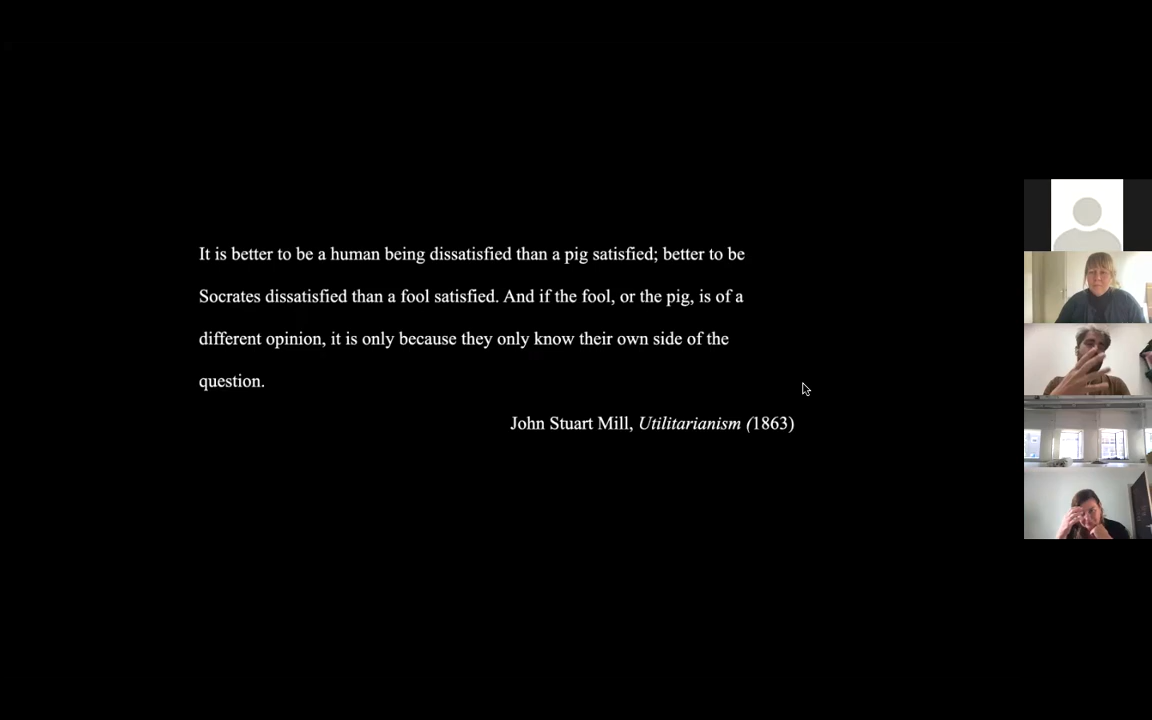 It is better to be a human being dissatisfied than a pig satisfied; better to be
Socrates dissatisfied than a fool satisfied. And if the fool, or the pig, is of a
different opinion, it is only because they only know their own side of the
question.
John Stuart Mill, Utilitarianism (1863)